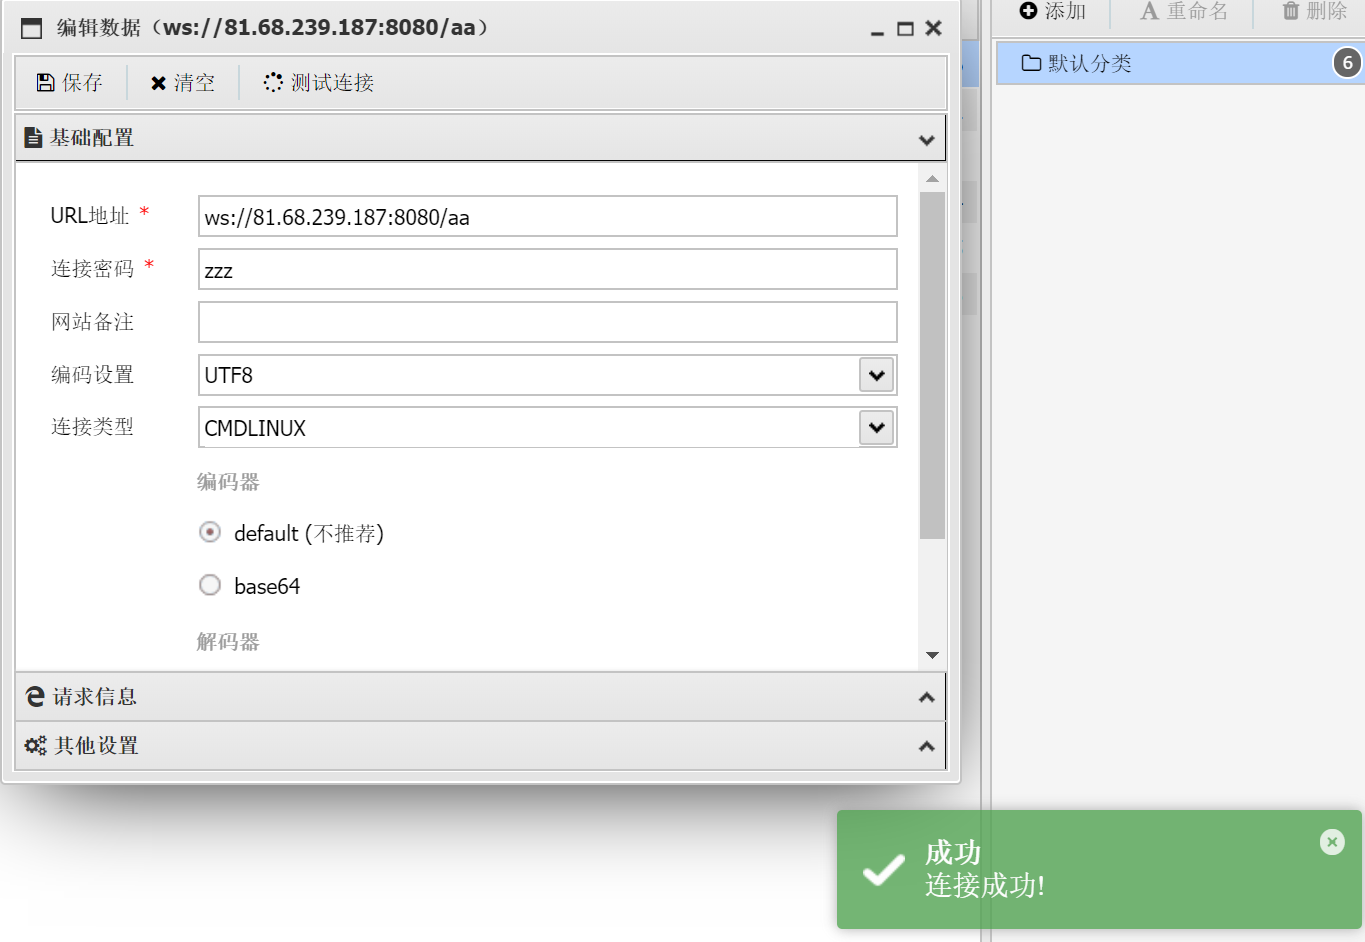 编辑数据（ws://81.68.239.187:8080/aa）
保存 清空 测试连接
基础配置
URL地址 * ws://81.68.239.187:8080/aa
连接密码 * zzz
网站备注
编码设置 UTF8
连接类型 CMDLINUX
编码器
default (不推荐)
base64
解码器
请求信息
其他设置
添加 重命名 删除
默认分类 6
成功
连接成功!